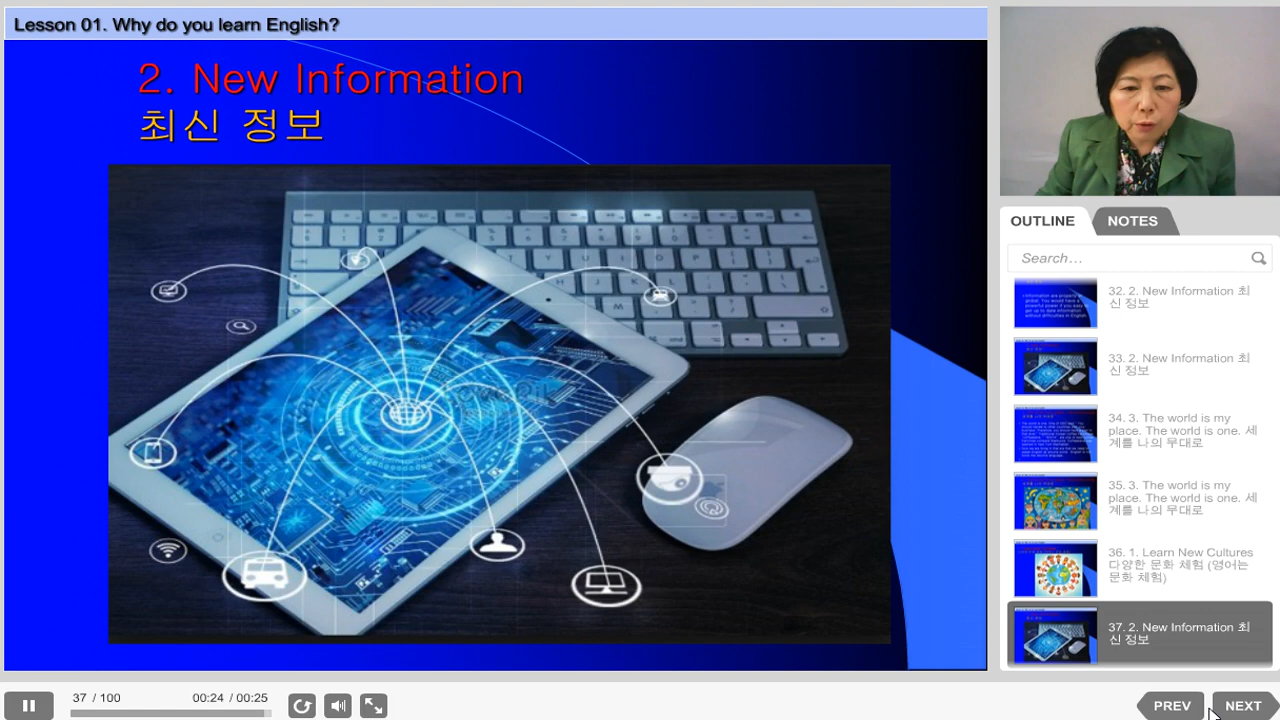 Lesson 01. Why do you learn English?
2. New Information
최신 정보
OUTLINE
NOTES
Search...
32. 2. New Information 최
신 정보
33. 2. New Information 최
신 정보
34. 3. The world is my
place. The world is one. 세
계를 나의 무대로
35. 3. The world is my
place. The world is one. 세
계를 나의 무대로
36. 1. Learn New Cultures
다양한 문화 체험 (영어는
문화 체험)
37. 2. New Information 최
신 정보
37 / 100
00:24 / 00:25
PREV
NEXT